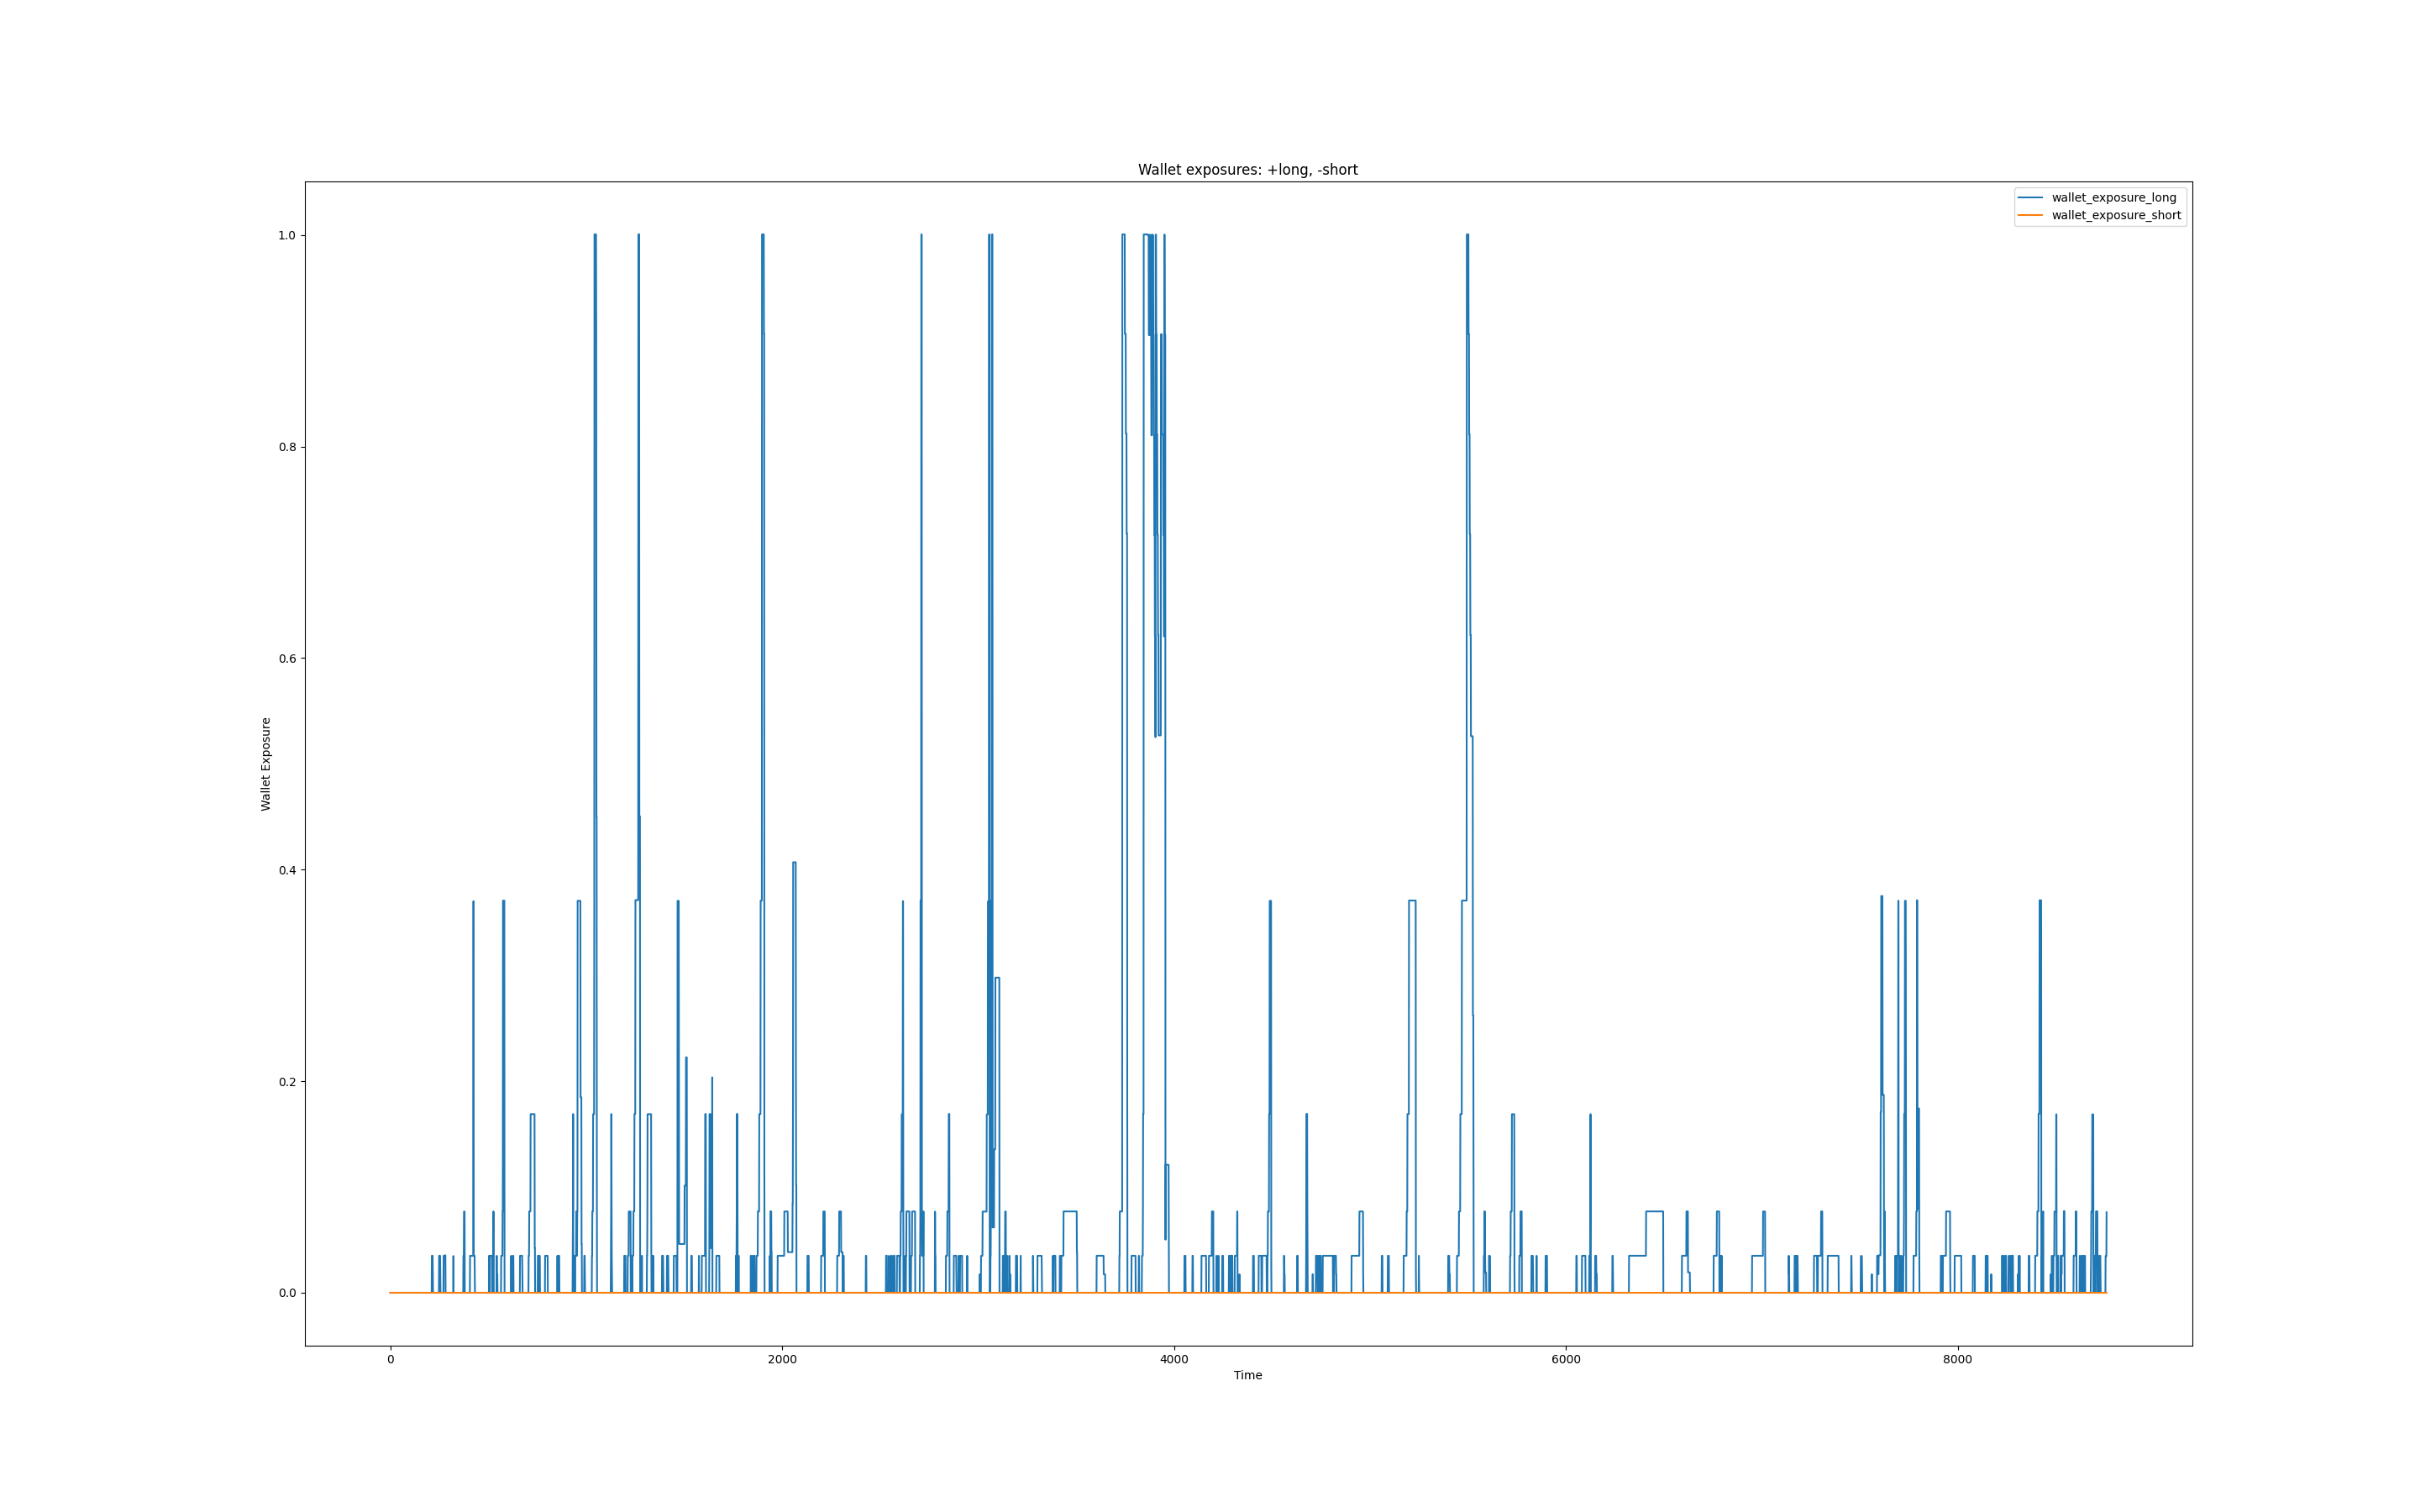 Wallet exposures: +long, -short
wallet_exposure_long
wallet_exposure_short
1.0
0.8
0.6
0.4
0.2
0.0
Wallet Exposure
0 2000 4000 6000 8000
Time